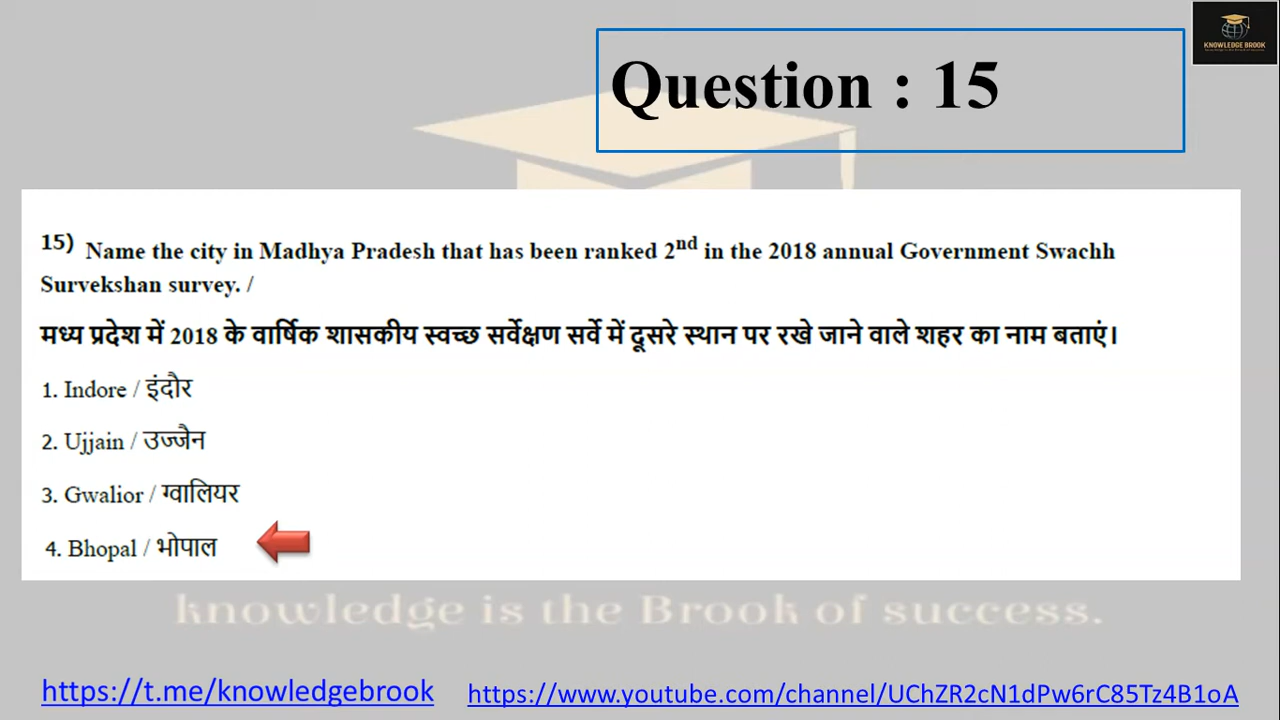 KNOWLEDGE BROOK
Question : 15
15) Name the city in Madhya Pradesh that has been ranked 2nd in the 2018 annual Government Swachh
Survekshan survey. /
मध्य प्रदेश में 2018 के वार्षिक शासकीय स्वच्छ सर्वेक्षण सर्वे में दूसरे स्थान पर रखे जाने वाले शहर का नाम बताएं।
1. Indore / इंदौर
2. Ujjain / उज्जैन
3. Gwalior / ग्वालियर
4. Bhopal / भोपाल
knowledge is the Brook of success.
https://t.me/knowledgebrook
https://www.youtube.com/channel/UChZR2cN1dPw6rC85Tz4B1oA